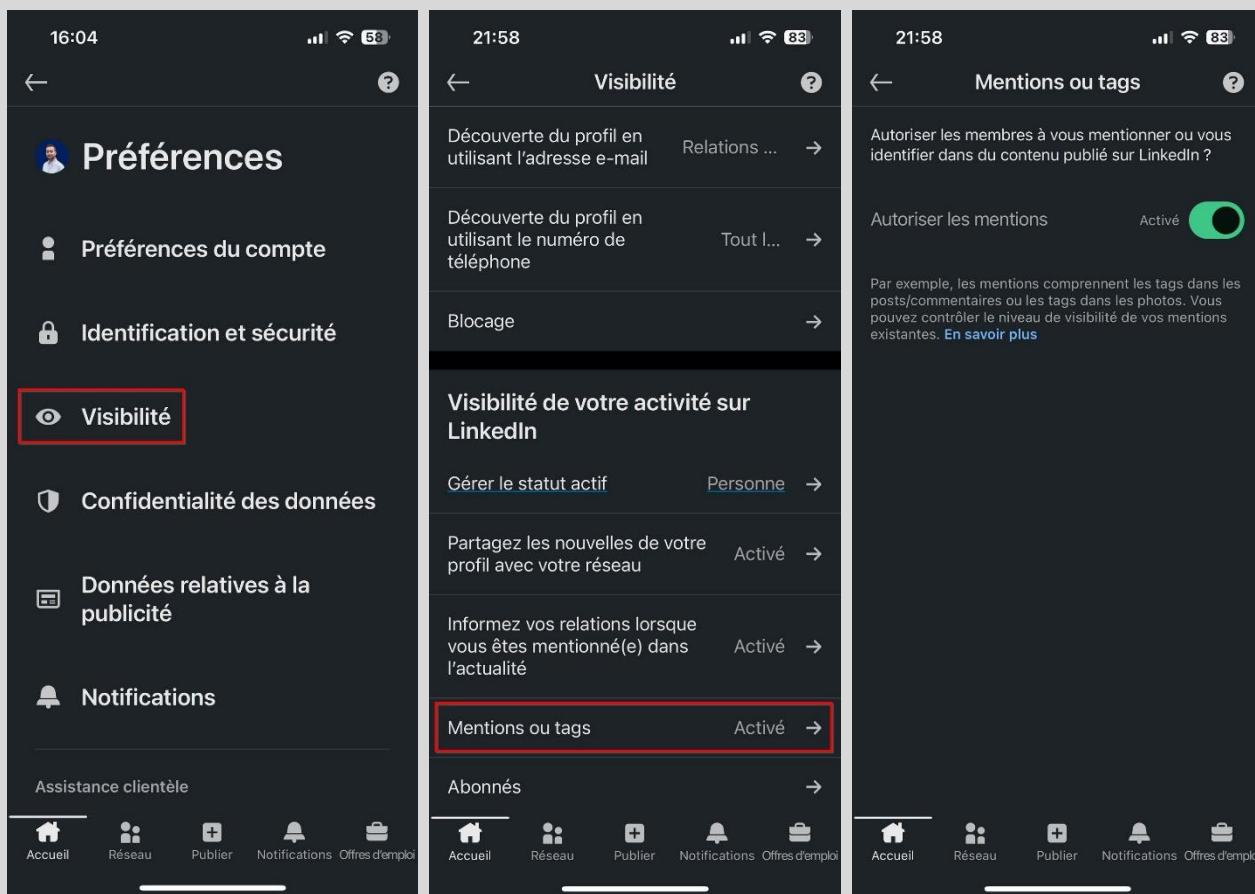 16:04
58
Préférences
Préférences du compte
Identification et sécurité
Visibilité
Confidentialité des données
Données relatives à la
publicité
Notifications
Assistance clientèle
Accueil
Réseau
Publier
Notifications
Offres d'emploi
21:58
83
Visibilité
Découverte du profil en
utilisant l'adresse e-mail
Relations ...
Découverte du profil en
utilisant le numéro de
téléphone
Tout l...
Blocage
Visibilité de votre activité sur
LinkedIn
Gérer le statut actif
Personne
Partagez les nouvelles de votre
profil avec votre réseau
Activé
Informez vos relations lorsque
vous êtes mentionné(e) dans
l'actualité
Activé
Mentions ou tags
Activé
Abonnés
Accueil
Réseau
Publier
Notifications
Offres d'emploi
21:58
83
Mentions ou tags
Autoriser les membres à vous mentionner ou vous
identifier dans du contenu publié sur LinkedIn ?
Autoriser les mentions
Activé
Par exemple, les mentions comprennent les tags dans les
posts/commentaires ou les tags dans les photos. Vous
pouvez contrôler le niveau de visibilité de vos mentions
existantes. En savoir plus
Accueil
Réseau
Publier
Notifications
Offres d'emplo